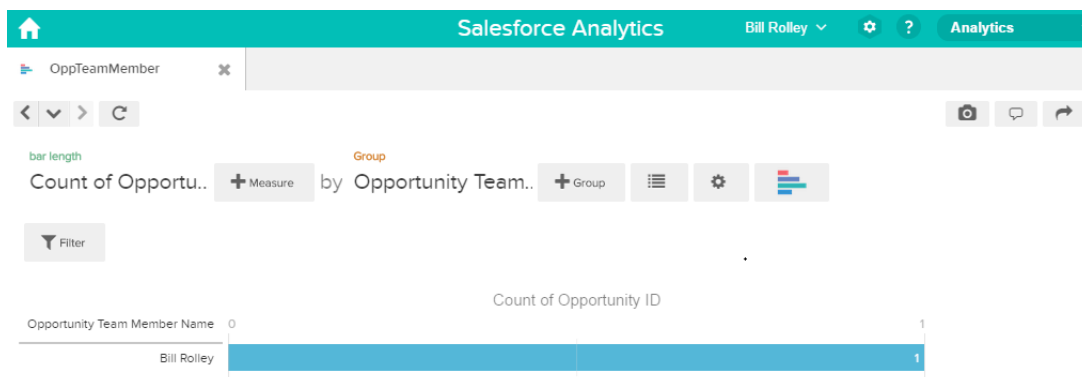 Salesforce Analytics Bill Rolley ? Analytics
OppTeamMember
bar length Group
Count of Opportu.. + Measure by Opportunity Team.. + Group
Filter
Count of Opportunity ID
Opportunity Team Member Name 0 1
Bill Rolley 1